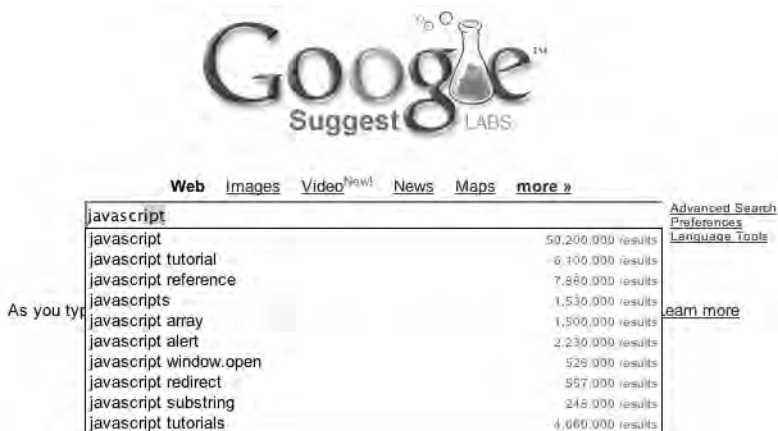 Google™
Suggest LABS
Web Images Video New! News Maps more »
javascript
Advanced Search
Preferences
Language Tools
javascript 50,200,000 results
javascript tutorial 6,100,000 results
javascript reference 7,880,000 results
javascripts 1,530,000 results
javascript array 1,500,000 results
javascript alert 2,230,000 results
javascript window.open 526,000 results
javascript redirect 557,000 results
javascript substring 248,000 results
javascript tutorials 4,660,000 results
As you typ earn more